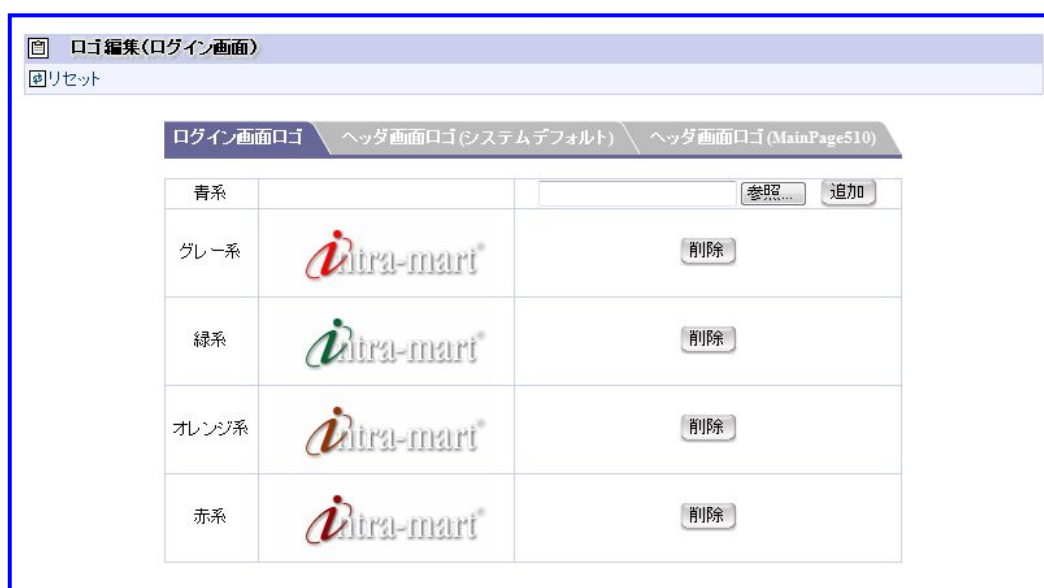 ロゴ編集(ログイン画面)
リセット
ログイン画面ロゴ ヘッダ画面ロゴ(システムデフォルト) ヘッダ画面ロゴ(MainPage510)
青系 参照... 追加
グレー系 intra-mart® 削除
緑系 intra-mart® 削除
オレンジ系 intra-mart® 削除
赤系 intra-mart® 削除